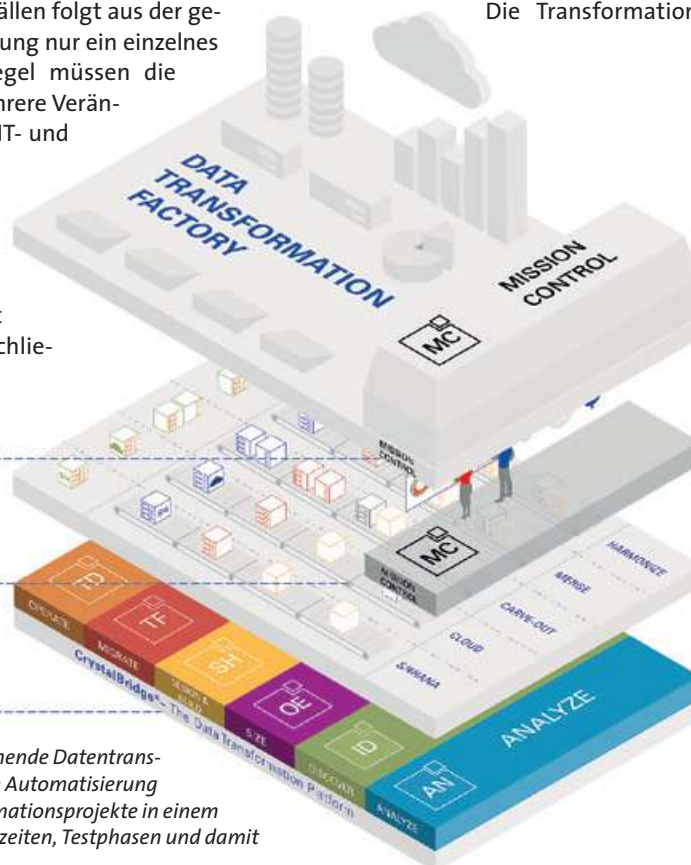 ällen folgt aus der ge-
ung nur ein einzelnes
egel müssen die
hrere Verän-
IT- und
chlie-
Die Transformation
DATA
TRANSFORMATION
FACTORY
MISSION
CONTROL
MC
MISSION
CONTROL
MC
MISSION
CONTROL
HARMONIZE
MERGE
CARVE-OUT
CLOUD
S/4HANA
TD
OPERATE
TF
MIGRATE
SH
DESIGN &
BUILD
OE
SIZE
ID
DISCOVER
AN
ANALYZE
ANALYZE
CrystalBridge® – The Data Transformation Platform
hende Datentrans-
Automatisierung
mationsprojekte in einem
zeiten, Testphasen und damit